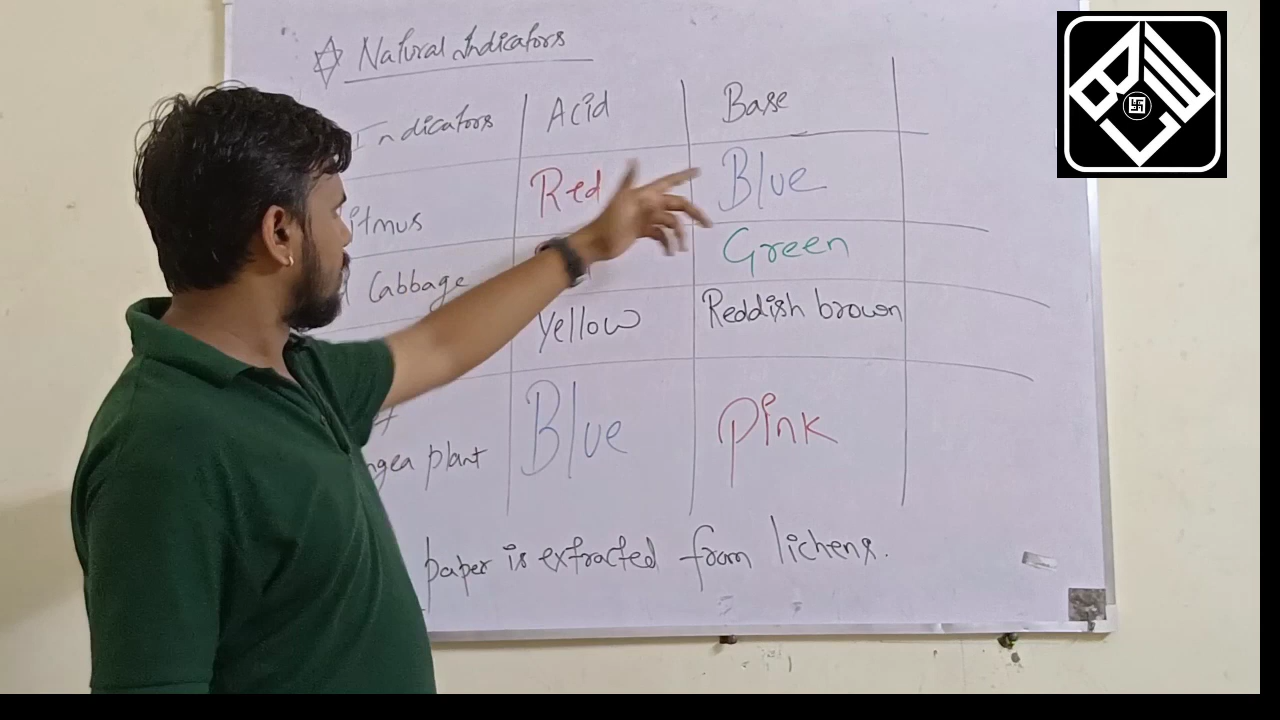 Natural Indicators
Indicators Acid Base
itmus Red Blue
Cabbage Green
Yellow Reddish brown
Blue Pink
ngea plant
paper is extracted from lichens.